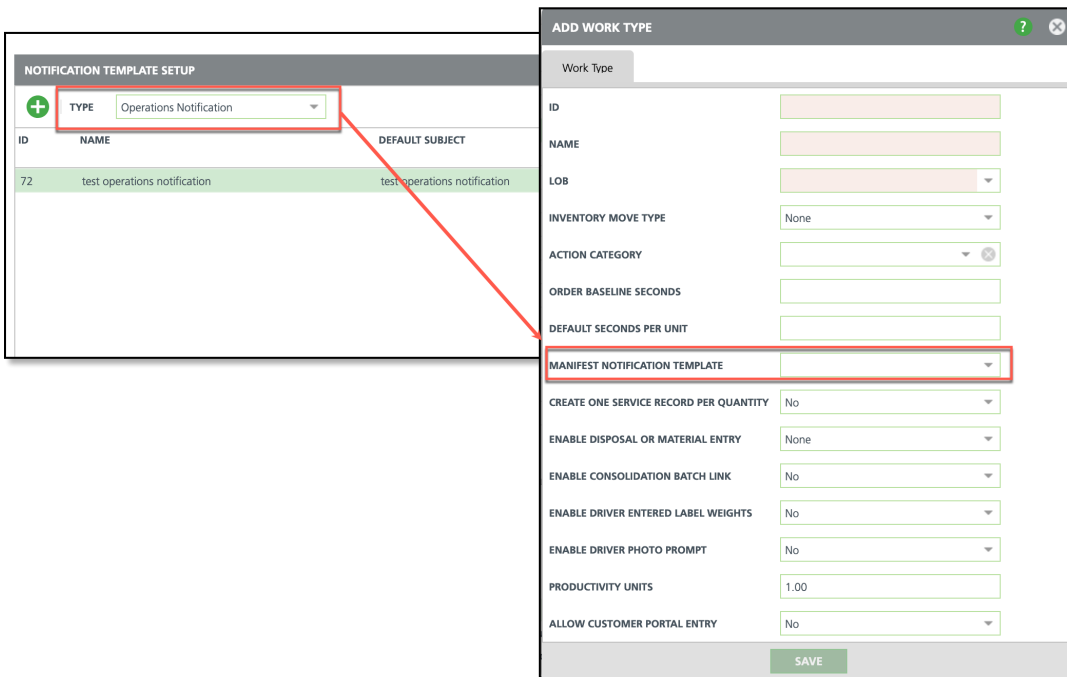 NOTIFICATION TEMPLATE SETUP
TYPE Operations Notification
ID NAME DEFAULT SUBJECT
72 test operations notification test operations notification
ADD WORK TYPE ?
Work Type
ID
NAME
LOB
INVENTORY MOVE TYPE None
ACTION CATEGORY
ORDER BASELINE SECONDS
DEFAULT SECONDS PER UNIT
MANIFEST NOTIFICATION TEMPLATE
CREATE ONE SERVICE RECORD PER QUANTITY No
ENABLE DISPOSAL OR MATERIAL ENTRY None
ENABLE CONSOLIDATION BATCH LINK No
ENABLE DRIVER ENTERED LABEL WEIGHTS No
ENABLE DRIVER PHOTO PROMPT No
PRODUCTIVITY UNITS 1.00
ALLOW CUSTOMER PORTAL ENTRY No
SAVE